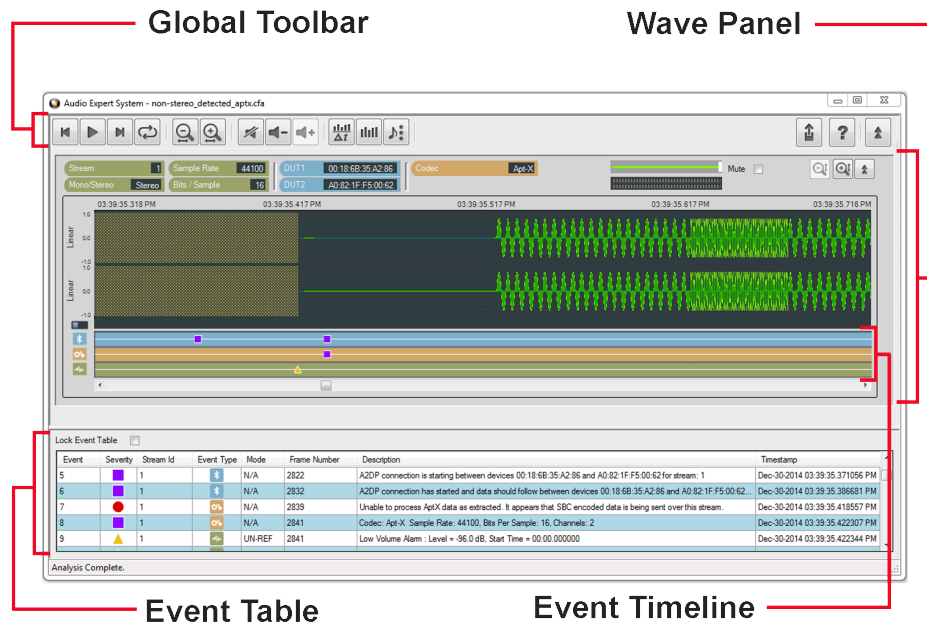 Global Toolbar
Wave Panel
Audio Expert System - non-stereo_detected_aptx.cfa
Stream 1 Sample Rate 44100 DUT1 00:18:6B:35:A2:86 Codec Apt-X Mute
Mono/Stereo Stereo Bits / Sample 16 DUT2 A0:82:1F:F5:00:62
03:39:35.318 PM 03:39:35.417 PM 03:39:35.517 PM 03:39:35.617 PM 03:39:35.716 PM
1.0
Linear 0.0
-1.0
1.0
Linear 0.0
-1.0
Lock Event Table
Event Severity Stream Id Event Type Mode Frame Number Description Timestamp
5 1 N/A 2822 A2DP connection is starting between devices 00:18:6B:35:A2:86 and A0:82:1F:F5:00:62 for stream: 1 Dec-30-2014 03:39:35.371056 PM
6 1 N/A 2832 A2DP connection has started and data should follow between devices 00:18:6B:35:A2:86 and A0:82:1F:F5:00:62... Dec-30-2014 03:39:35.386681 PM
7 1 N/A 2839 Unable to process AptX data as extracted. It appears that SBC encoded data is being sent over this stream. Dec-30-2014 03:39:35.418557 PM
8 1 N/A 2841 Codec: Apt-X Sample Rate: 44100, Bits Per Sample: 16, Channels: 2 Dec-30-2014 03:39:35.422307 PM
9 1 UN-REF 2841 Low Volume Alarm : Level = -96.0 dB, Start Time = 00:00.000000 Dec-30-2014 03:39:35.422344 PM
Analysis Complete.
Event Table
Event Timeline